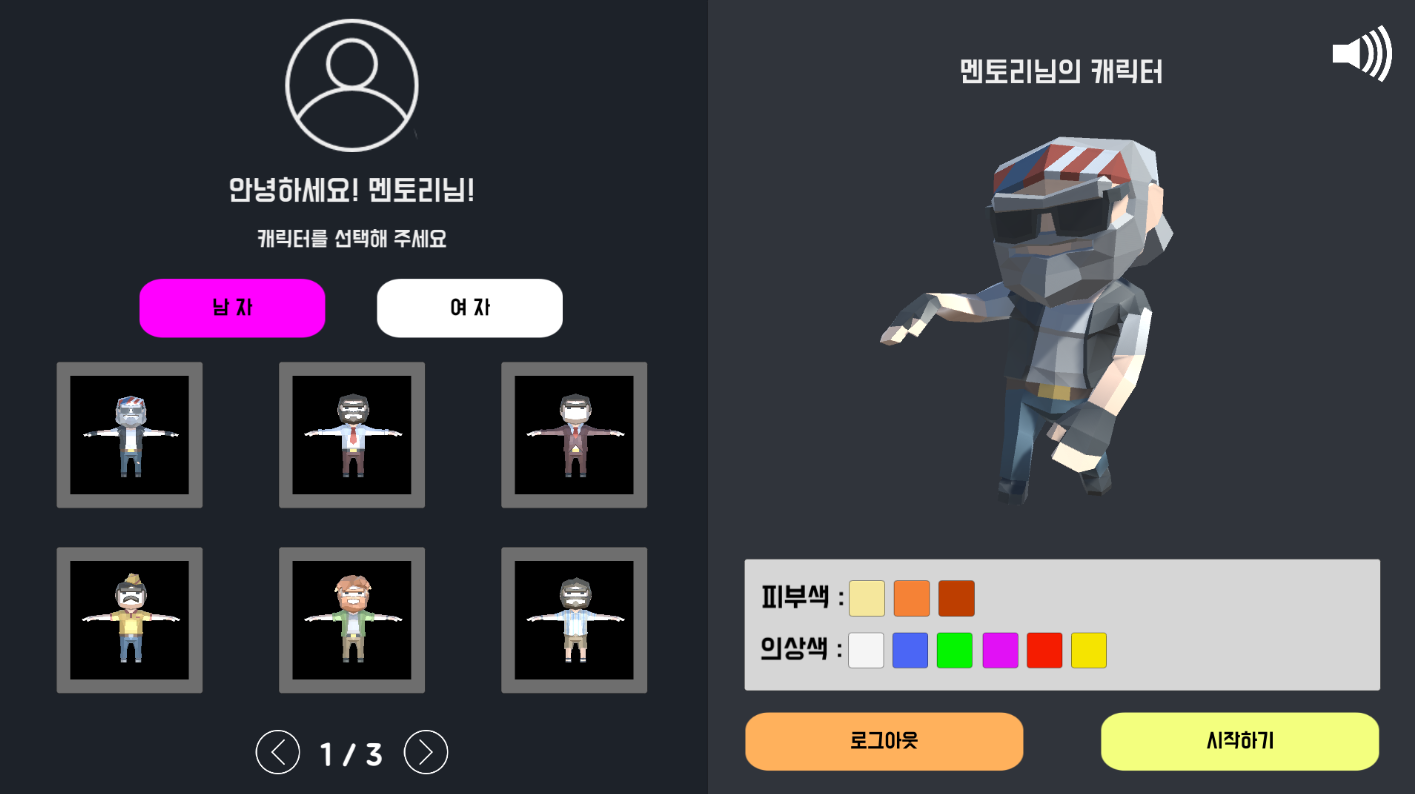 안녕하세요! 멘토리님!
캐릭터를 선택해 주세요
남 자
여 자
1 / 3
멘토리님의 캐릭터
피부색 :
의상색 :
로그아웃
시작하기